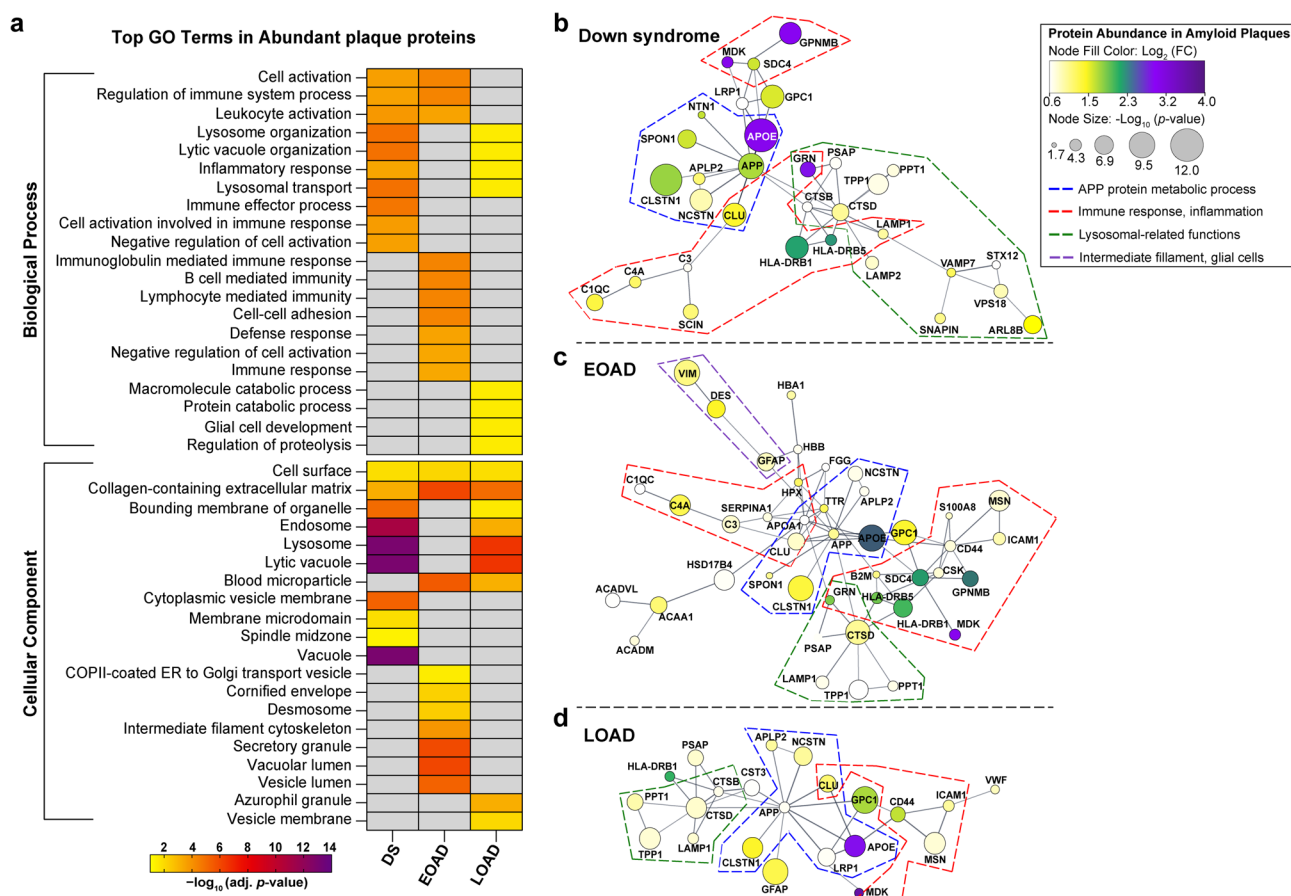 a
Top GO Terms in Abundant plaque proteins
Biological Process
Cell activation
Regulation of immune system process
Leukocyte activation
Lysosome organization
Lytic vacuole organization
Inflammatory response
Lysosomal transport
Immune effector process
Cell activation involved in immune response
Negative regulation of cell activation
Immunoglobulin mediated immune response
B cell mediated immunity
Lymphocyte mediated immunity
Cell-cell adhesion
Defense response
Negative regulation of cell activation
Immune response
Macromolecule catabolic process
Protein catabolic process
Glial cell development
Regulation of proteolysis
Cellular Component
Cell surface
Collagen-containing extracellular matrix
Bounding membrane of organelle
Endosome
Lysosome
Lytic vacuole
Blood microparticle
Cytoplasmic vesicle membrane
Membrane microdomain
Spindle midzone
Vacuole
COPII-coated ER to Golgi transport vesicle
Cornified envelope
Desmosome
Intermediate filament cytoskeleton
Secretory granule
Vacuolar lumen
Vesicle lumen
Azurophil granule
Vesicle membrane
DS
EOAD
LOAD
2 4 6 8 10 12 14
−log10 (adj. p-value)
b
Down syndrome
MDK
GPNMB
SDC4
LRP1
GPC1
NTN1
SPON1
APOE
APP
APLP2
CLSTN1
NCSTN
CLU
GRN
PSAP
TPP1
PPT1
CTSB
CTSD
LAMP1
HLA-DRB1
HLA-DRB5
LAMP2
C3
C4A
C1QC
SCIN
VAMP7
STX12
VPS18
SNAPIN
ARL8B
Protein Abundance in Amyloid Plaques
Node Fill Color: Log2 (FC)
0.6 1.5 2.3 3.2 4.0
Node Size: -Log10 (p-value)
1.7 4.3 6.9 9.5 12.0
APP protein metabolic process
Immune response, inflammation
Lysosomal-related functions
Intermediate fillament, glial cells
c
EOAD
VIM
DES
HBA1
HBB
GFAP
FGG
NCSTN
C1QC
HPX
APLP2
C4A
SERPINA1
TTR
C3
APOA1
S100A8
MSN
APOE
GPC1
ICAM1
CLU
APP
CD44
HSD17B4
B2M
SDC4
CSK
SPON1
GPNMB
ACADVL
CLSTN1
GRN
HLA-DRB5
ACAA1
HLA-DRB1
MDK
CTSD
ACADM
PSAP
LAMP1
TPP1
PPT1
d
LOAD
APLP2
NCSTN
PSAP
HLA-DRB1
CST3
CTSB
CLU
VWF
PPT1
GPC1
ICAM1
CD44
CTSD
APP
TPP1
LAMP1
APOE
MSN
CLSTN1
LRP1
GFAP
MDK